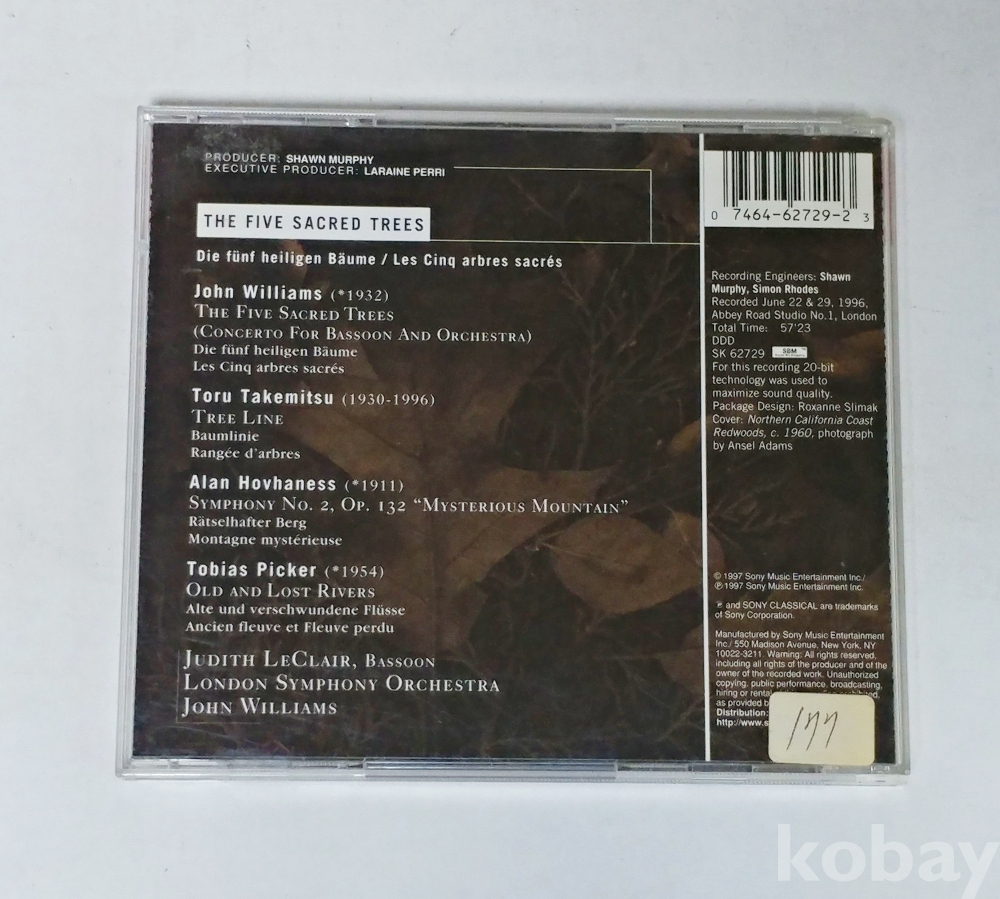 PRODUCER: SHAWN MURPHY
EXECUTIVE PRODUCER: LARAINE PERRI
THE FIVE SACRED TREES
Die fünf heiligen Bäume / Les Cinq arbres sacrés
John Williams (*1932)
The Five Sacred Trees
(Concerto For Bassoon And Orchestra)
Die fünf heiligen Bäume
Les Cinq arbres sacrés
Toru Takemitsu (1930-1996)
Tree Line
Baumlinie
Rangée d'arbres
Alan Hovhaness (*1911)
Symphony No. 2, Op. 132 “Mysterious Mountain”
Rätselhafter Berg
Montagne mystérieuse
Tobias Picker (*1954)
Old and Lost Rivers
Alte und verschwundene Flüsse
Ancien fleuve et Fleuve perdu
Judith LeClair, Bassoon
London Symphony Orchestra
John Williams
0 7464-62729-2 3
Recording Engineers: Shawn
Murphy, Simon Rhodes
Recorded June 22 & 29, 1996,
Abbey Road Studio No.1, London
Total Time: 57'23
DDD
SK 62729 SBM
For this recording 20-bit
technology was used to
maximize sound quality.
Package Design: Roxanne Slimak
Cover: Northern California Coast
Redwoods, c. 1960, photograph
by Ansel Adams
© 1997 Sony Music Entertainment Inc./
℗ 1997 Sony Music Entertainment Inc.
and SONY CLASSICAL are trademarks
of Sony Corporation.
Manufactured by Sony Music Entertainment
Inc./ 550 Madison Avenue, New York, NY
10022-3211. Warning: All rights reserved,
including all rights of the producer and of the
owner of the recorded work. Unauthorized
copying, public performance, broadcasting,
hiring or
as provided
Distribution:
http://www.s
kobay